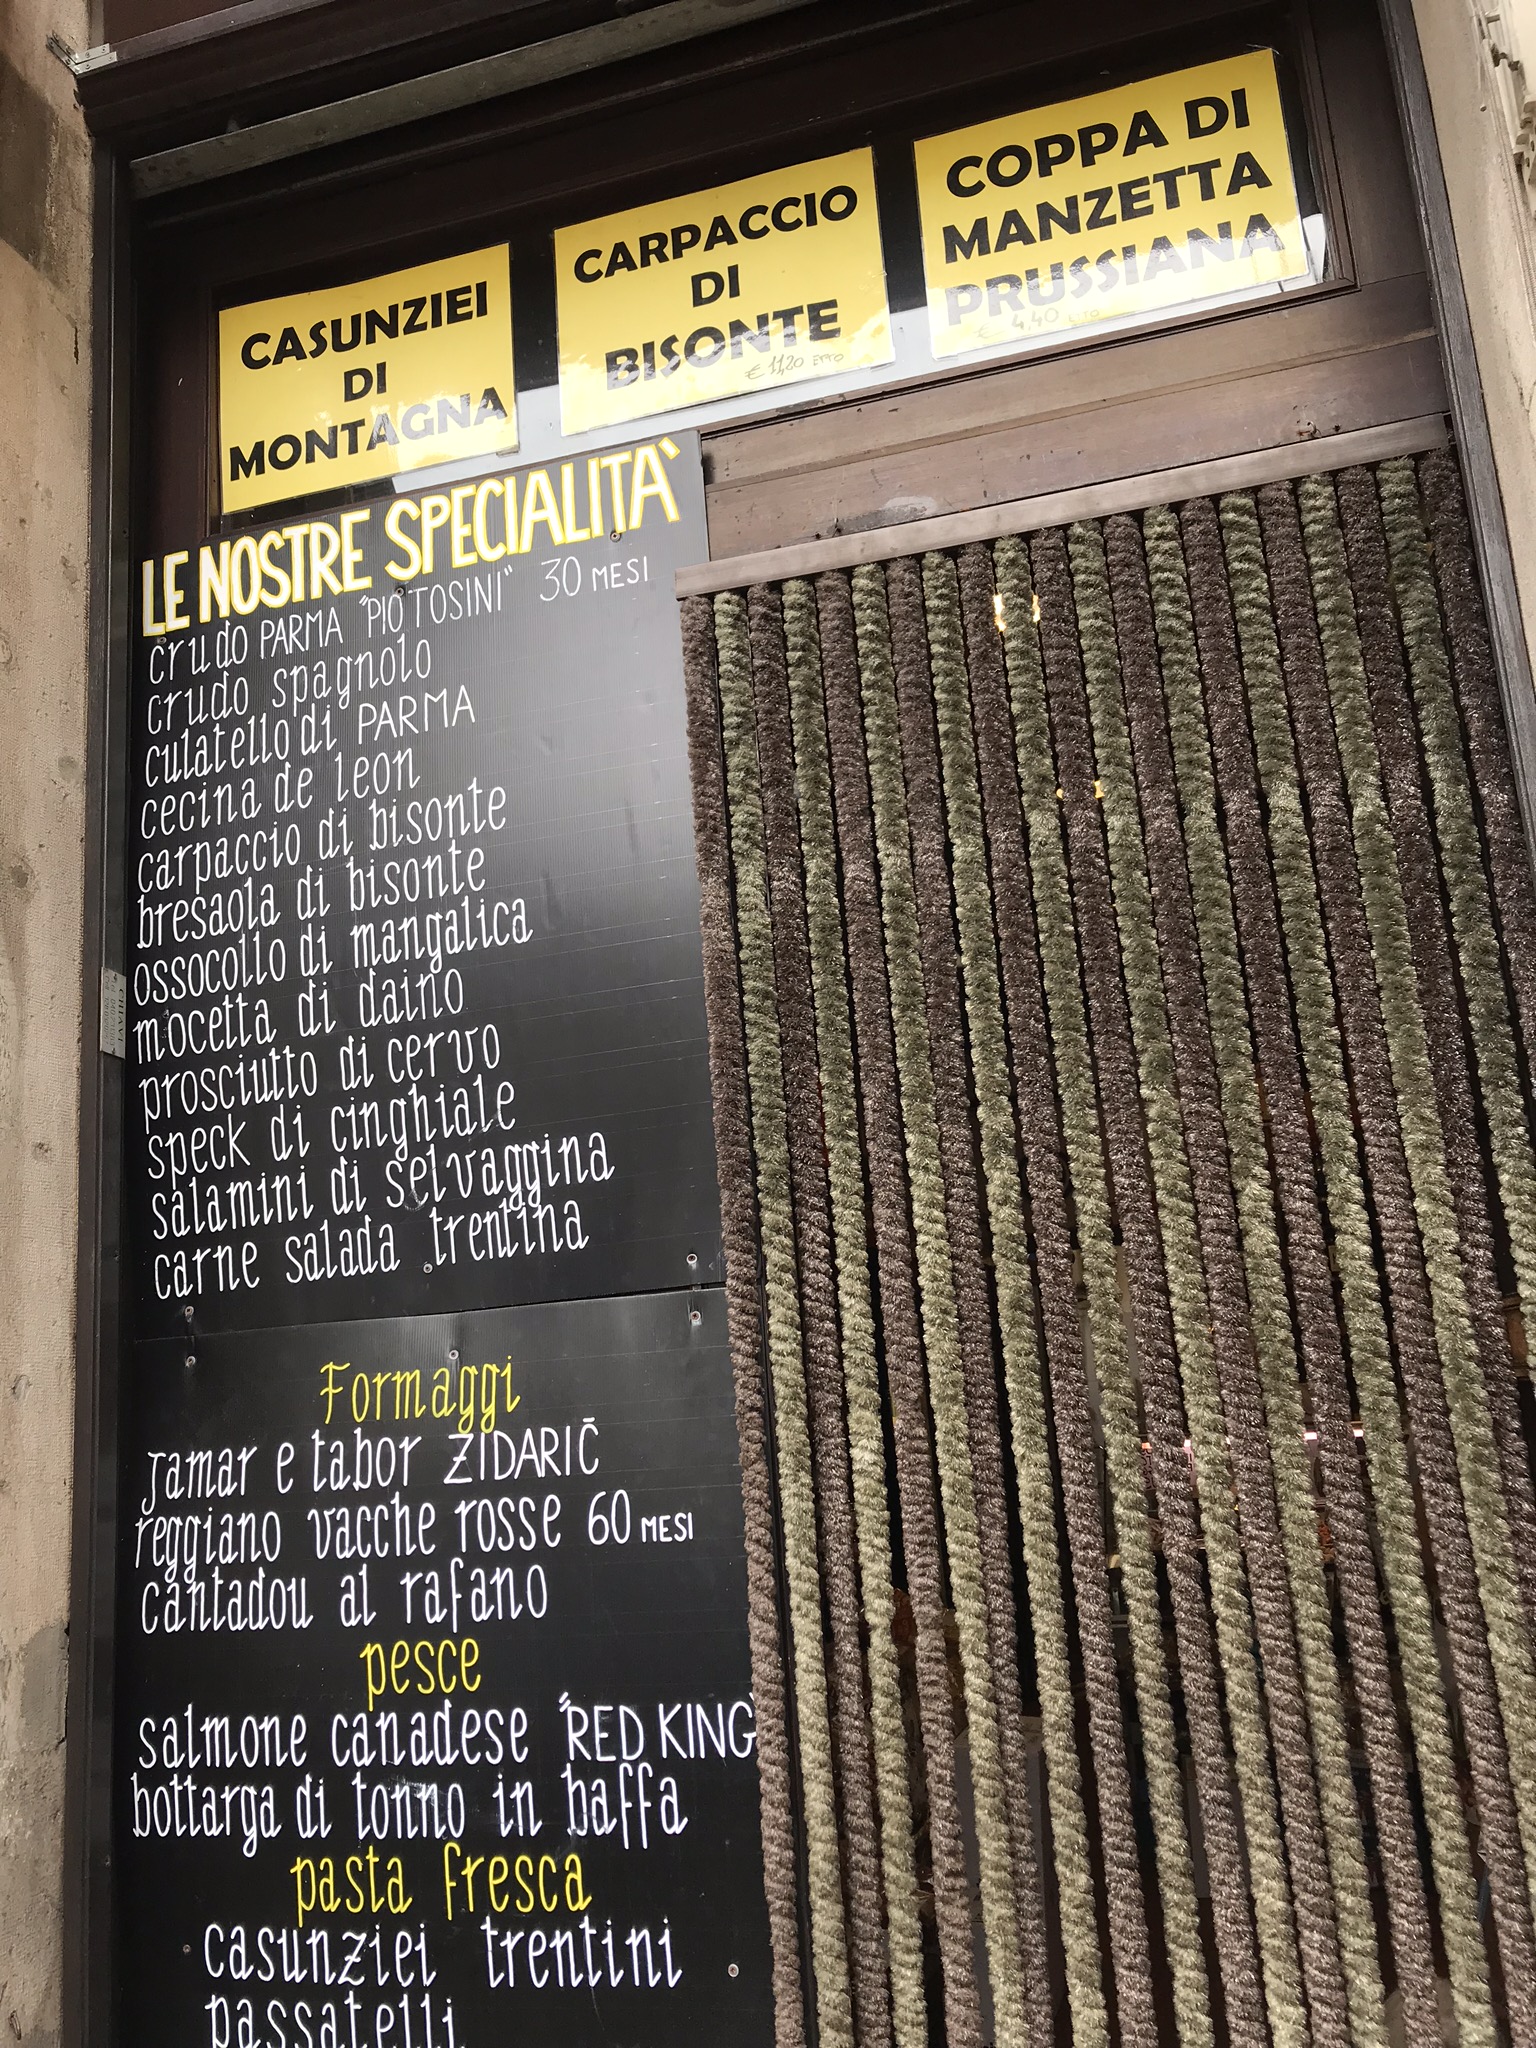 CASUNZIEI
DI
MONTAGNA
CARPACCIO
DI
BISONTE
€ 11,20 ETTO
COPPA DI
MANZETTA
PRUSSIANA
€ 4,40
LE NOSTRE SPECIALITA'
crudo PARMA "PIO TOSINI" 30 MESI
crudo spagnolo
culatello di PARMA
cecina de leon
carpaccio di bisonte
bresaola di bisonte
ossocollo di mangalica
mocetta di daino
prosciutto di cervo
speck di cinghiale
salamini di selvaggina
carne salada trentina
Formaggi
Jamar e tabor ZIDARIČ
reggiano vacche rosse 60 MESI
cantadou al rafano
pesce
salmone canadese "RED KING"
bottarga di tonno in baffa
pasta fresca
casunziei trentini
passatelli